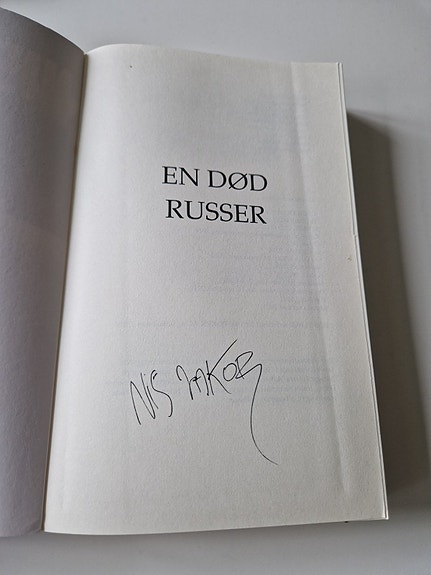 EN DØD
RUSSER
NIS JAKOB